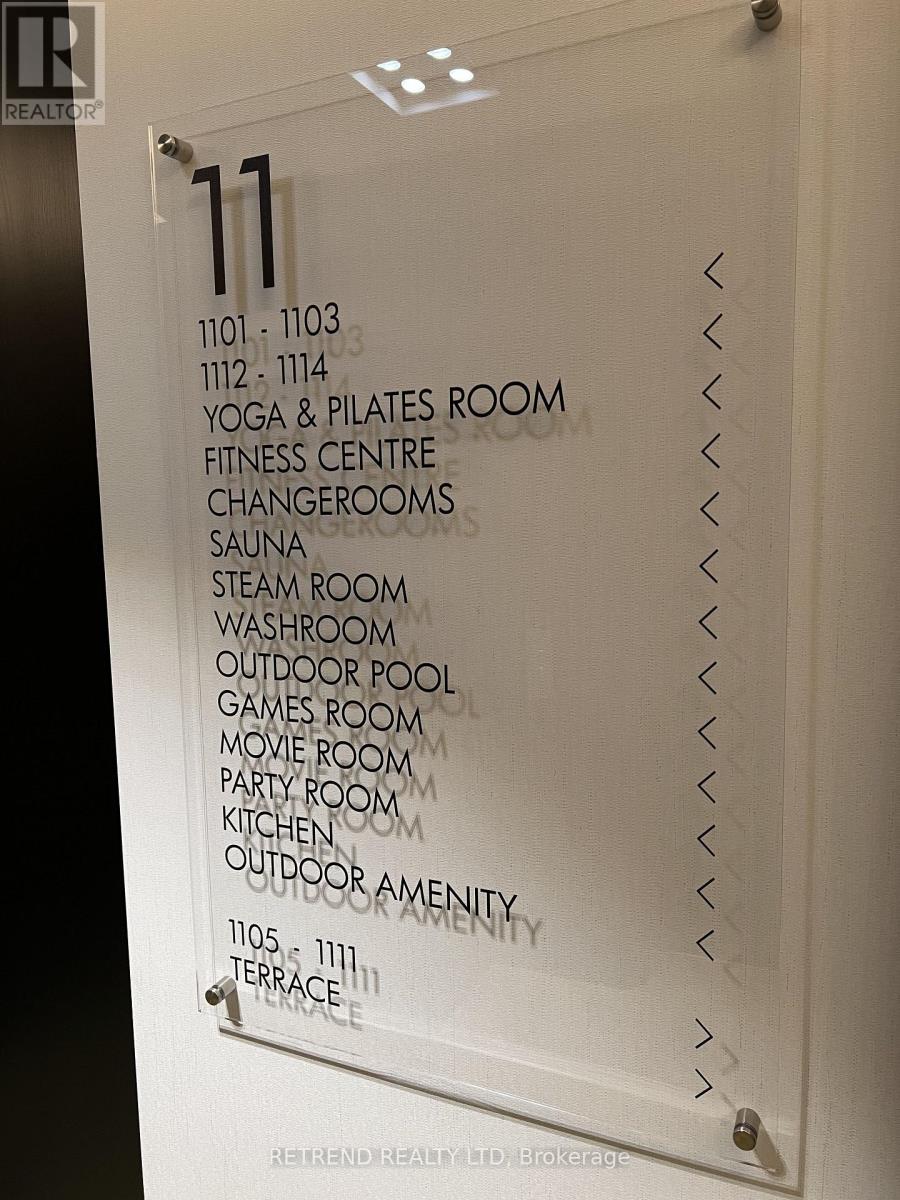 REALTOR®
11
1101 - 1103 <
1112 - 1114 <
YOGA & PILATES ROOM <
FITNESS CENTRE <
CHANGEROOMS <
SAUNA <
STEAM ROOM <
WASHROOM <
OUTDOOR POOL <
GAMES ROOM <
MOVIE ROOM <
PARTY ROOM <
KITCHEN <
OUTDOOR AMENITY
1105 - 1111 >
TERRACE >
RETREND REALTY LTD, Brokerage